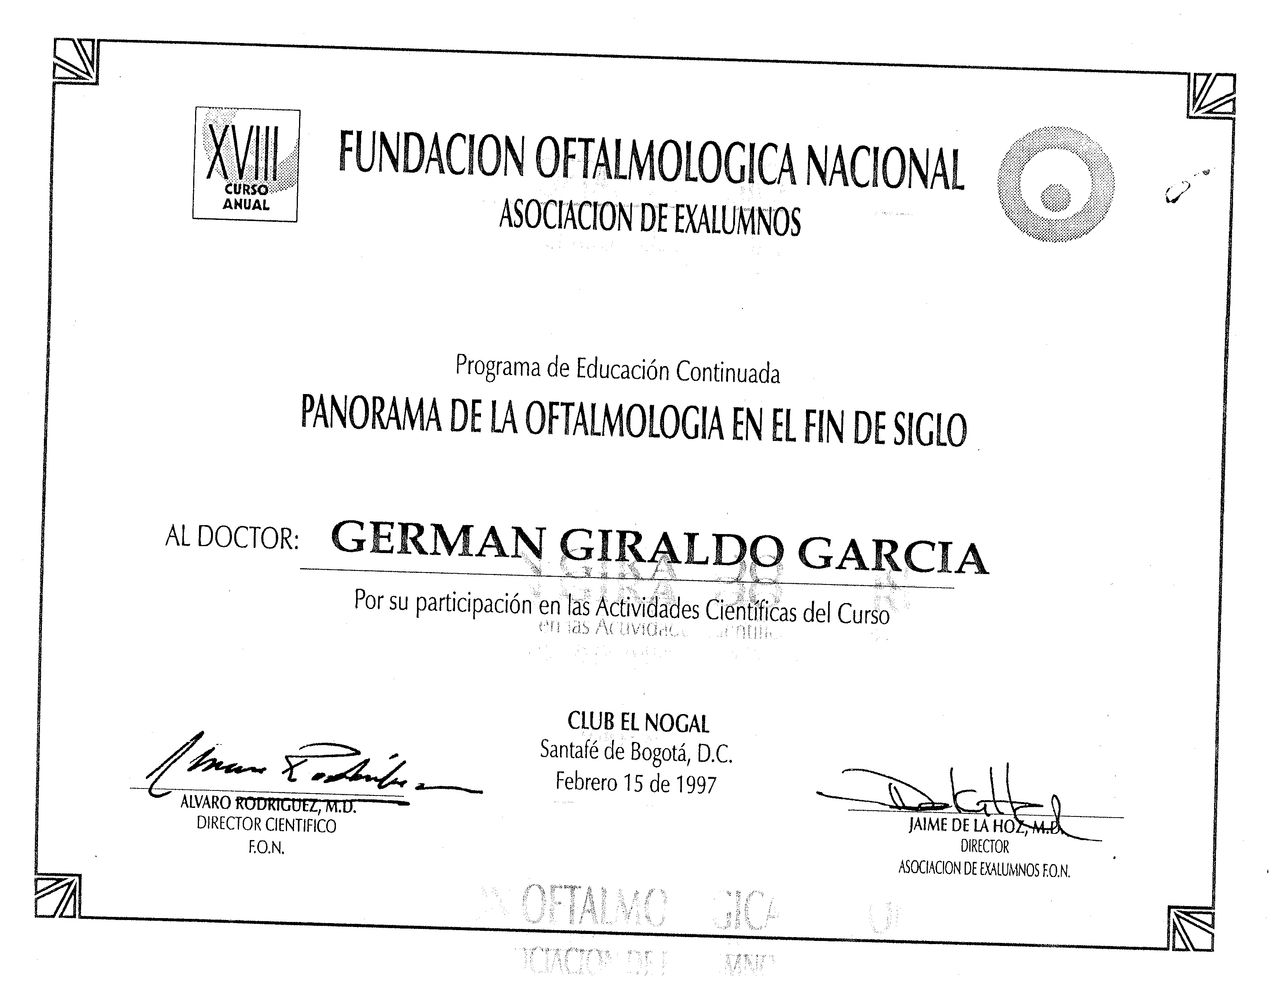 XVIII
CURSO
ANUAL
FUNDACION OFTALMOLOGICA NACIONAL
ASOCIACION DE EXALUMNOS
Programa de Educación Continuada
PANORAMA DE LA OFTALMOLOGIA EN EL FIN DE SIGLO
AL DOCTOR: GERMAN GIRALDO GARCIA
Por su participación en las Actividades Científicas del Curso
CLUB EL NOGAL
Santafé de Bogotá, D.C.
Febrero 15 de 1997
ALVARO RODRIGUEZ, M.D.
DIRECTOR CIENTIFICO
F.O.N.
JAIME DE LA HOZ, M.D.
DIRECTOR
ASOCIACION DE EXALUMNOS F.O.N.